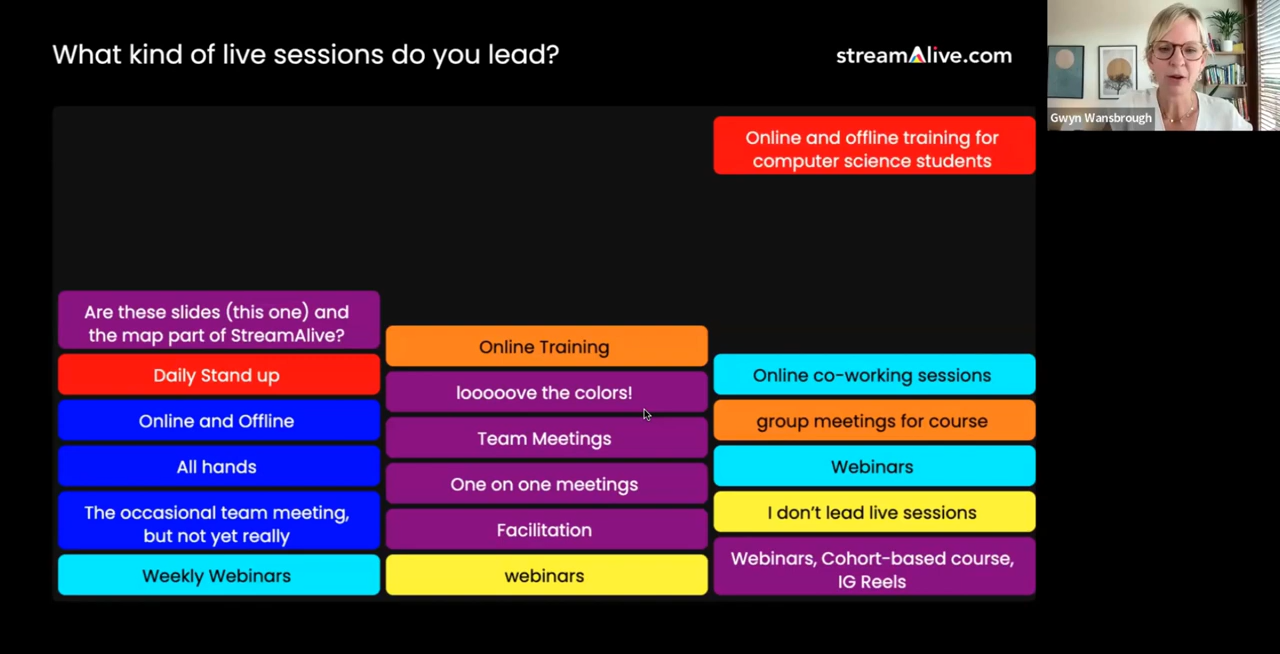 What kind of live sessions do you lead?
streamAlive.com
Gwyn Wansbrough
Are these slides (this one) and
the map part of StreamAlive?
Daily Stand up
Online and Offline
All hands
The occasional team meeting,
but not yet really
Weekly Webinars
Online Training
looooove the colors!
Team Meetings
One on one meetings
Facilitation
webinars
Online and offline training for
computer science students
Online co-working sessions
group meetings for course
Webinars
I don't lead live sessions
Webinars, Cohort-based course,
IG Reels